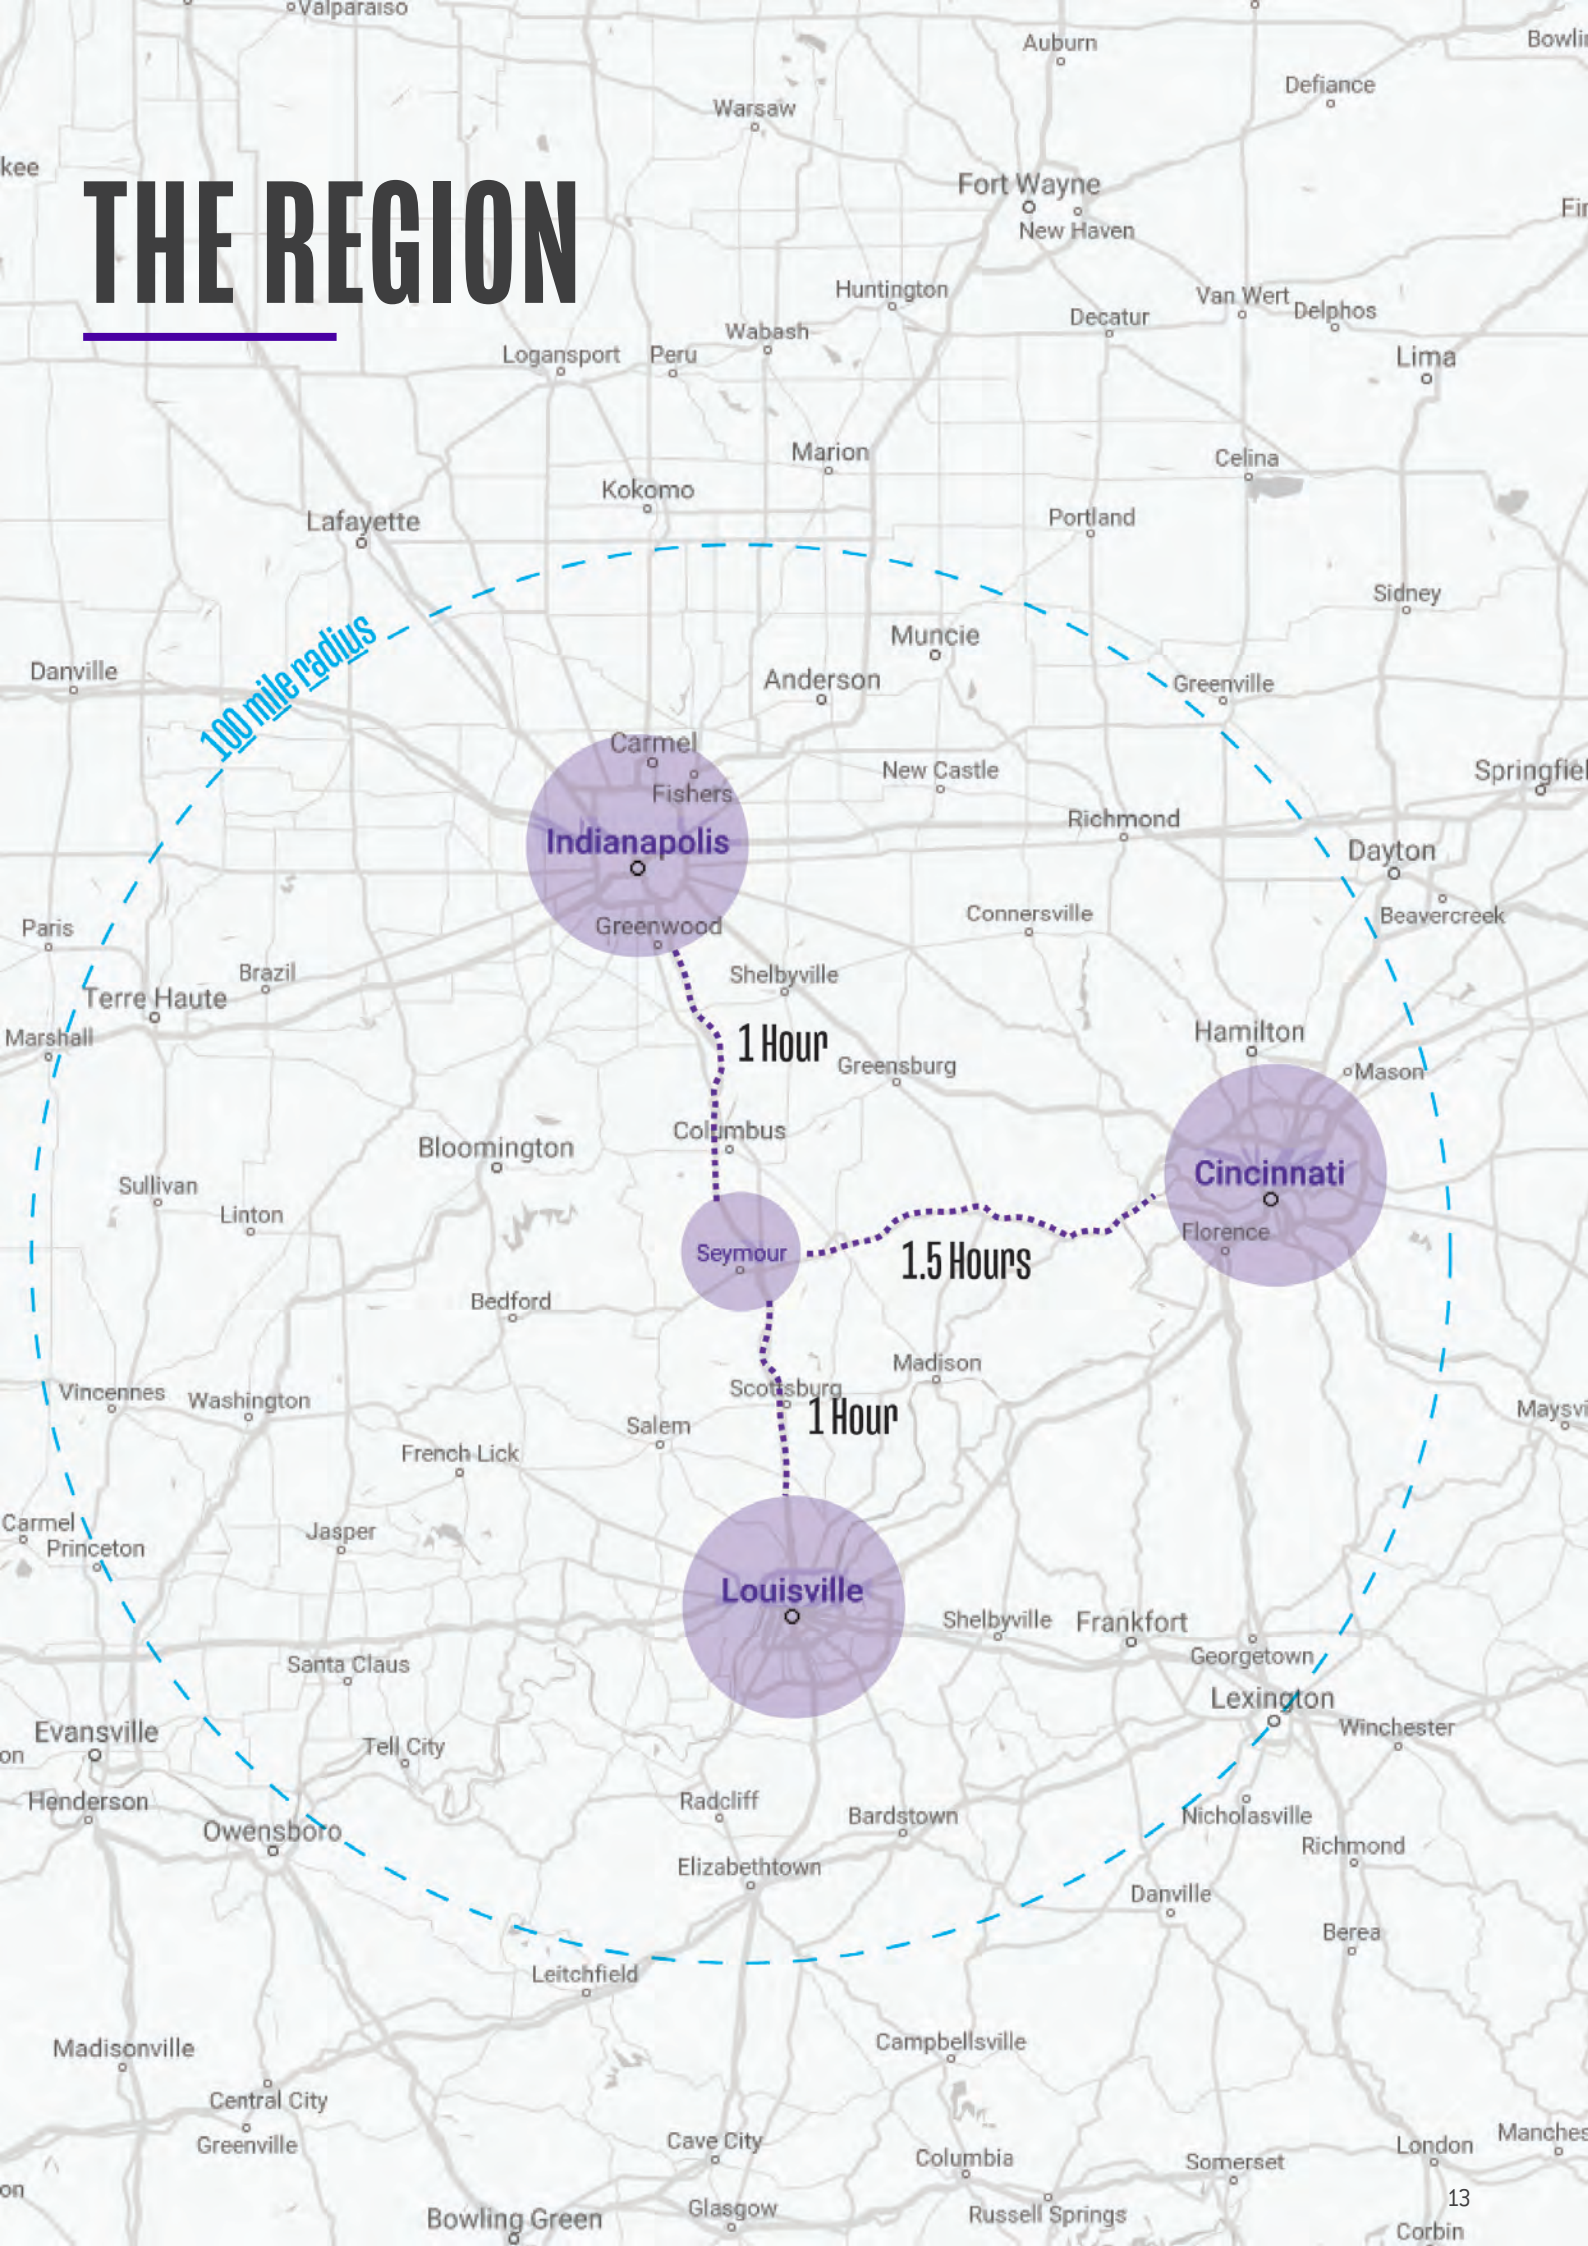 Valparaiso
Auburn
Bowlin
Defiance
Warsaw
kee
THE REGION
Fort Wayne
Fin
New Haven
Huntington
Van Wert
Delphos
Decatur
Wabash
Logansport
Peru
Lima
Marion
Celina
Kokomo
Portland
Lafayette
Sidney
100 mile radius
Muncie
Danville
Anderson
Greenville
Carmel
New Castle
Springfiel
Fishers
Richmond
Indianapolis
Dayton
Connersville
Beavercreek
Paris
Greenwood
Brazil
Shelbyville
Terre Haute
Marshall
1 Hour
Hamilton
Greensburg
Mason
Columbus
Bloomington
Cincinnati
Sullivan
Linton
Florence
Seymour
1.5 Hours
Bedford
Madison
Scottsburg
Vincennes
Washington
Maysvi
1 Hour
Salem
French Lick
Carmel
Jasper
Princeton
Louisville
Shelbyville
Frankfort
Georgetown
Santa Claus
Lexington
Winchester
Evansville
Tell City
on
Henderson
Radcliff
Bardstown
Nicholasville
Owensboro
Richmond
Elizabethtown
Danville
Berea
Leitchfield
Campbellsville
Madisonville
Central City
Greenville
Cave City
Manches
London
Columbia
Somerset
on
13
Glasgow
Russell Springs
Bowling Green
Corbin